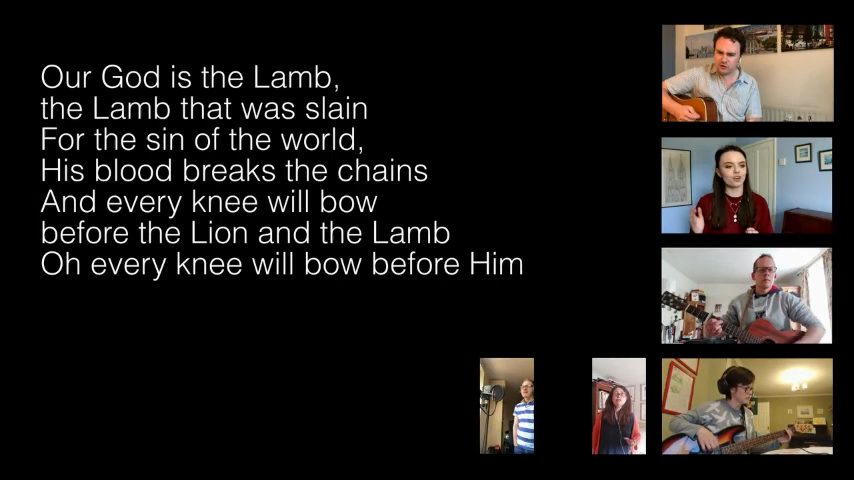 Our God is the Lamb,
the Lamb that was slain
For the sin of the world,
His blood breaks the chains
And every knee will bow
before the Lion and the Lamb
Oh every knee will bow before Him